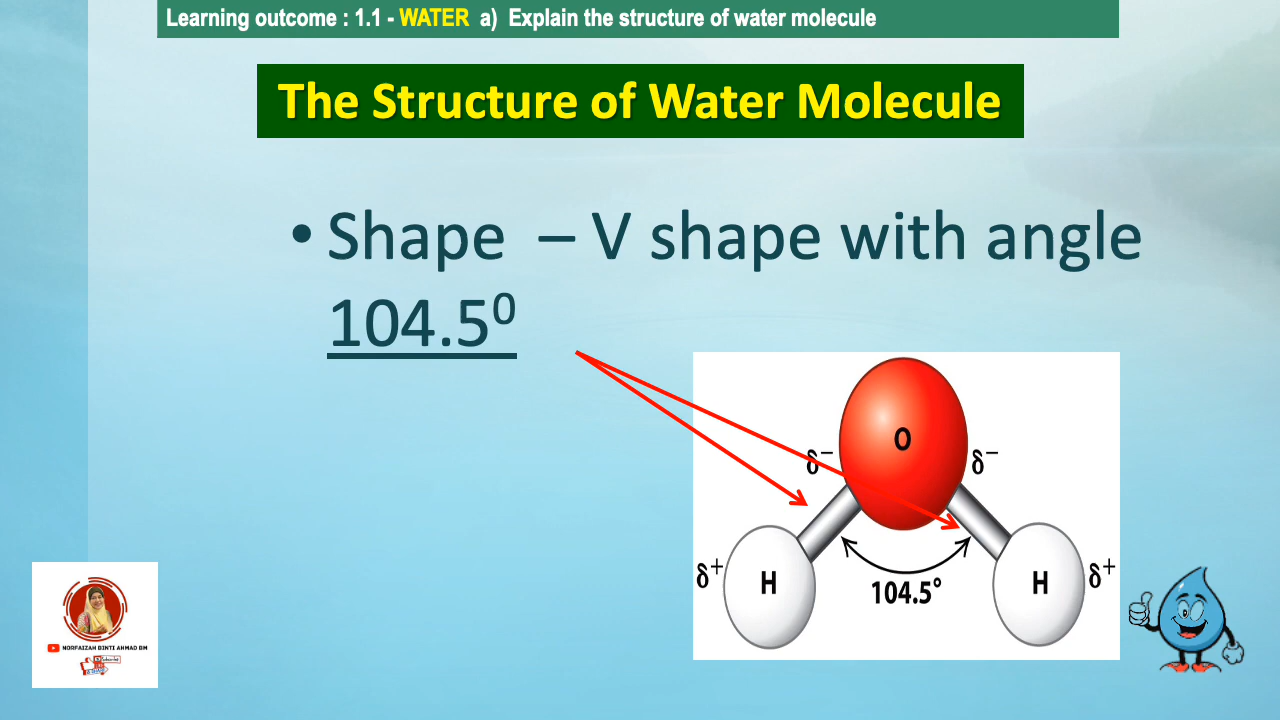 Learning outcome : 1.1 - WATER a) Explain the structure of water molecule
The Structure of Water Molecule
• Shape – V shape with angle
104.5⁰
O
δ⁻ δ⁻
δ⁺ H H δ⁺
104.5°
NORFAIZAH BINTI AHMAD BM